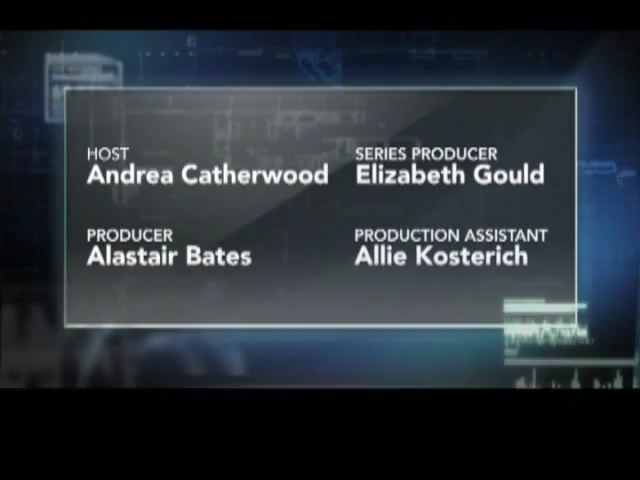 HOST
Andrea Catherwood
SERIES PRODUCER
Elizabeth Gould
PRODUCER
Alastair Bates
PRODUCTION ASSISTANT
Allie Kosterich